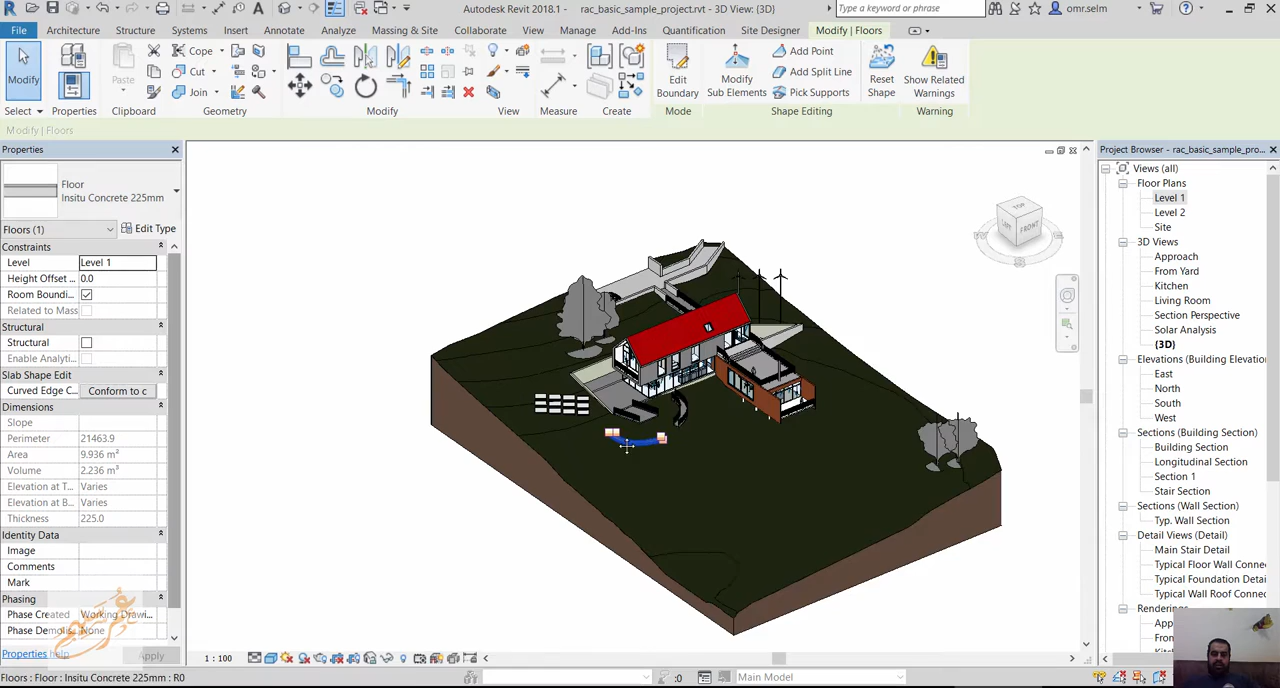 Autodesk Revit 2018.1 - rac_basic_sample_project.rvt - 3D View: {3D}
Type a keyword or phrase
omr.selm
File Architecture Structure Systems Insert Annotate Analyze Massing & Site Collaborate View Manage Add-Ins Quantification Site Designer Modify | Floors
Modify
Paste
Cope
Cut
Join
Edit Boundary
Modify Sub Elements
Add Point
Add Split Line
Pick Supports
Reset Shape
Show Related Warnings
Select Properties Clipboard Geometry Modify View Measure Create Mode Shape Editing Warning
Modify | Floors
Properties
Floor
Insitu Concrete 225mm
Floors (1) Edit Type
Constraints
Level Level 1
Height Offset ... 0.0
Room Boundi...
Related to Mass
Structural
Structural
Enable Analyti...
Slab Shape Edit
Curved Edge C... Conform to c
Dimensions
Slope
Perimeter 21463.9
Area 9.936 m²
Volume 2.236 m³
Elevation at T... Varies
Elevation at B... Varies
Thickness 225.0
Identity Data
Image
Comments
Mark
Phasing
Phase Created Working Drawi...
Phase Demolis... None
Properties help Apply
TOP
LEFT
FRONT
Project Browser - rac_basic_sample_pro...
Views (all)
Floor Plans
Level 1
Level 2
Site
3D Views
Approach
From Yard
Kitchen
Living Room
Section Perspective
Solar Analysis
{3D}
Elevations (Building Elevation
East
North
South
West
Sections (Building Section)
Building Section
Longitudinal Section
Section 1
Stair Section
Sections (Wall Section)
Typ. Wall Section
Detail Views (Detail)
Main Stair Detail
Typical Floor Wall Connec
Typical Foundation Detai
Typical Wall Roof Connec
Renderings
1 : 100
Floors : Floor : Insitu Concrete 225mm : R0
:0
Main Model